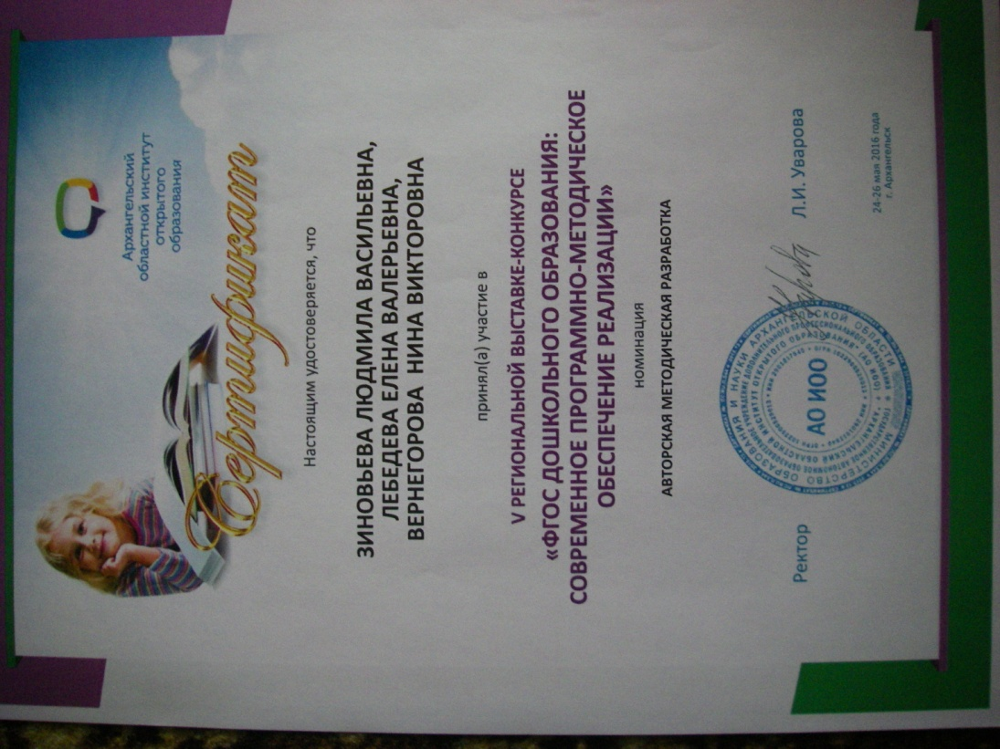 Архангельский
областной институт
открытого
образования
Сертификат
Настоящим удостоверяется, что
ЗИНОВЬЕВА ЛЮДМИЛА ВАСИЛЬЕВНА,
ЛЕБЕДЕВА ЕЛЕНА ВАЛЕРЬЕВНА,
ВЕРНЕГОРОВА НИНА ВИКТОРОВНА
принял(а) участие в
V РЕГИОНАЛЬНОЙ ВЫСТАВКЕ-КОНКУРСЕ
«ФГОС ДОШКОЛЬНОГО ОБРАЗОВАНИЯ:
СОВРЕМЕННОЕ ПРОГРАММНО-МЕТОДИЧЕСКОЕ
ОБЕСПЕЧЕНИЕ РЕАЛИЗАЦИИ»
номинация
АВТОРСКАЯ МЕТОДИЧЕСКАЯ РАЗРАБОТКА
Ректор
Л.И. Уварова
МИНИСТЕРСТВО ОБРАЗОВАНИЯ И НАУКИ АРХАНГЕЛЬСКОЙ ОБЛАСТИ
АО ИОО
24-26 мая 2016 года
г. Архангельск